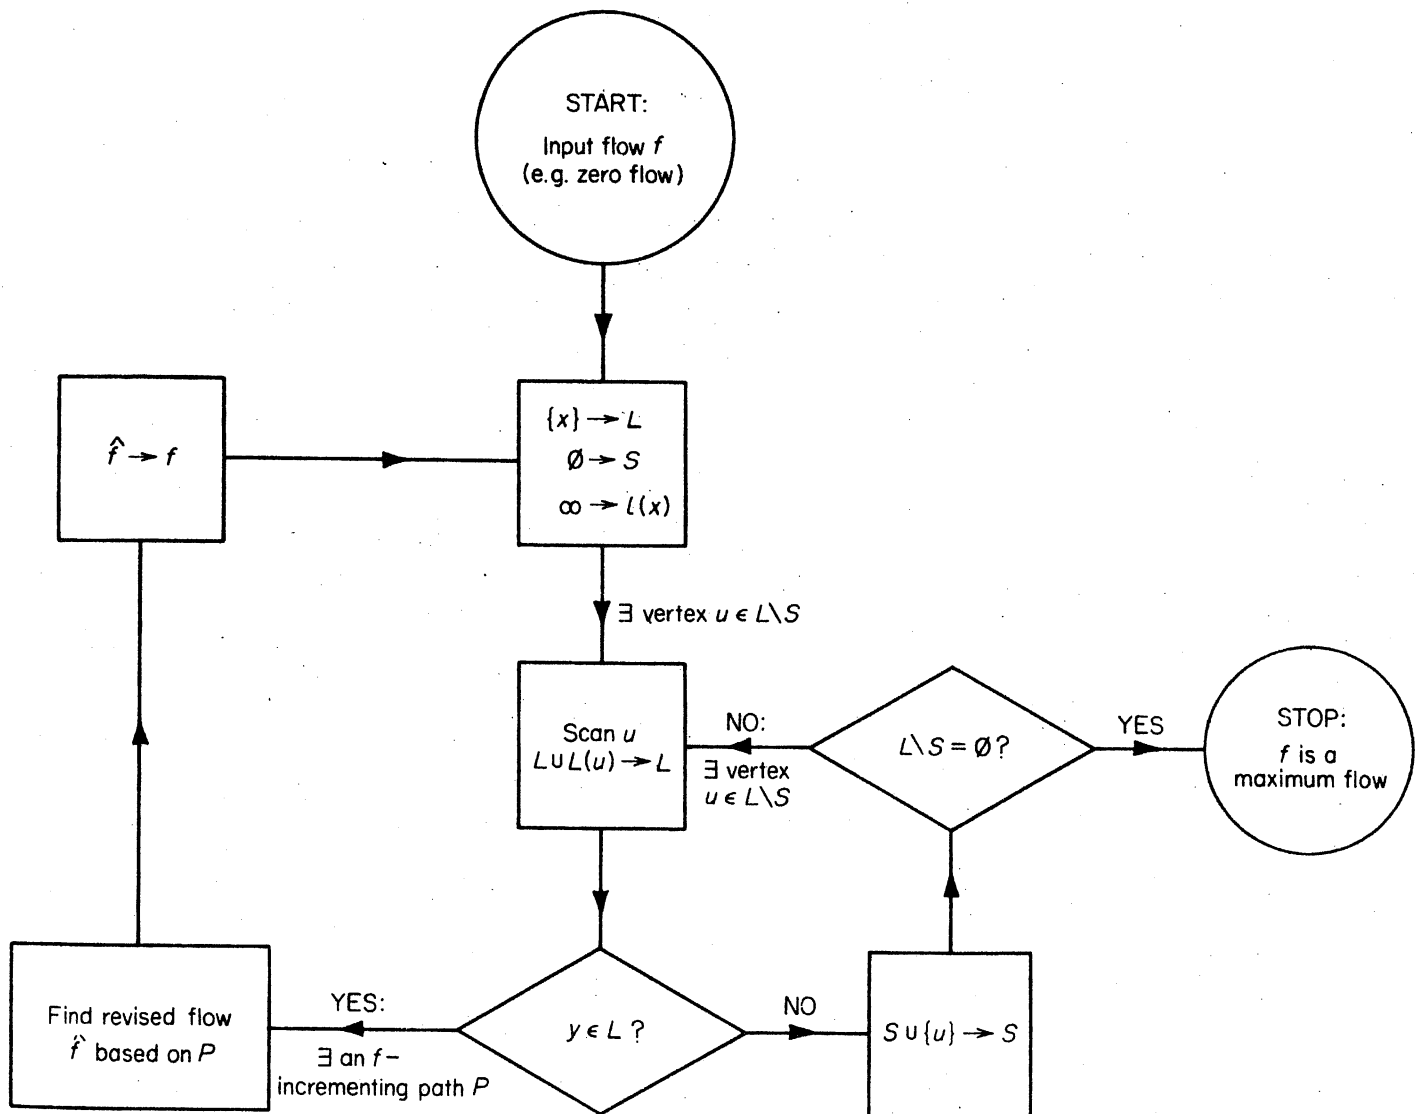 START:
Input flow f
(e.g. zero flow)
f̂ → f
{x} → L
∅ → S
∞ → l(x)
∃ vertex u ϵ L\S
Scan u
L ∪ L(u) → L
NO:
∃ vertex
u ϵ L\S
L\S = ∅?
YES
STOP:
f is a
maximum flow
Find revised flow
f̂ based on P
YES:
∃ an f–
incrementing path P
y ϵ L ?
NO
S ∪ {u} → S